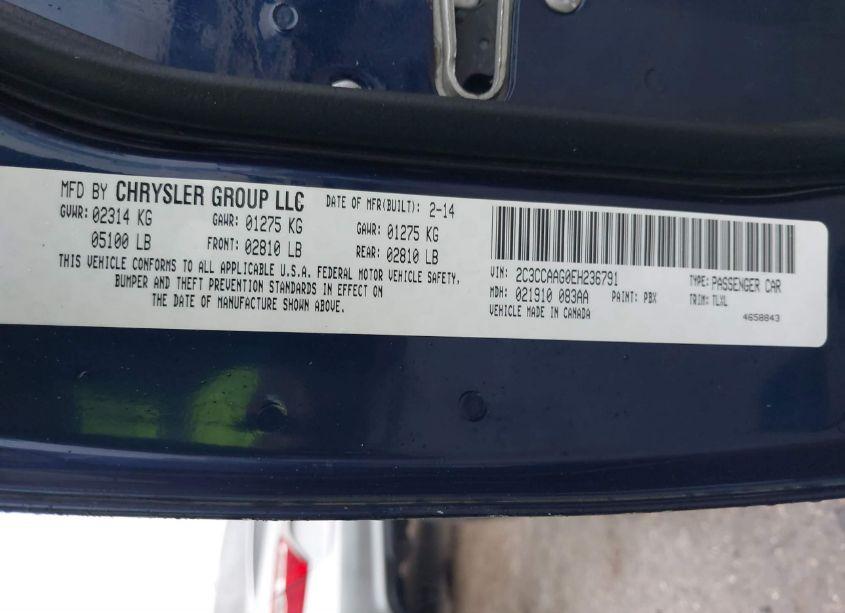 MFD BY CHRYSLER GROUP LLC DATE OF MFR(BUILT): 2-14
GVWR: 02314 KG GAWR: 01275 KG GAWR: 01275 KG
05100 LB FRONT: 02810 LB REAR: 02810 LB
THIS VEHICLE CONFORMS TO ALL APPLICABLE U.S.A. FEDERAL MOTOR VEHICLE SAFETY,
BUMPER AND THEFT PREVENTION STANDARDS IN EFFECT ON
THE DATE OF MANUFACTURE SHOWN ABOVE.
VIN: 2C3CCAAG0EH236791 TYPE: PASSENGER CAR
MDH: 021910 083AA PAINT: PBX TRIM: TLXL
VEHICLE MADE IN CANADA 4658843